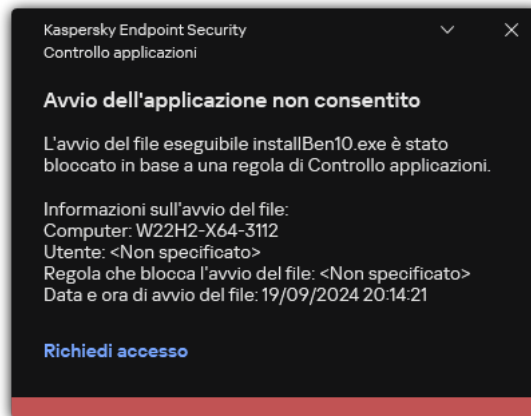 Kaspersky Endpoint Security
Controllo applicazioni
Avvio dell'applicazione non consentito
L'avvio del file eseguibile installBen10.exe è stato
bloccato in base a una regola di Controllo applicazioni.
Informazioni sull'avvio del file:
Computer: W22H2-X64-3112
Utente: <Non specificato>
Regola che blocca l'avvio del file: <Non specificato>
Data e ora di avvio del file: 19/09/2024 20:14:21
Richiedi accesso